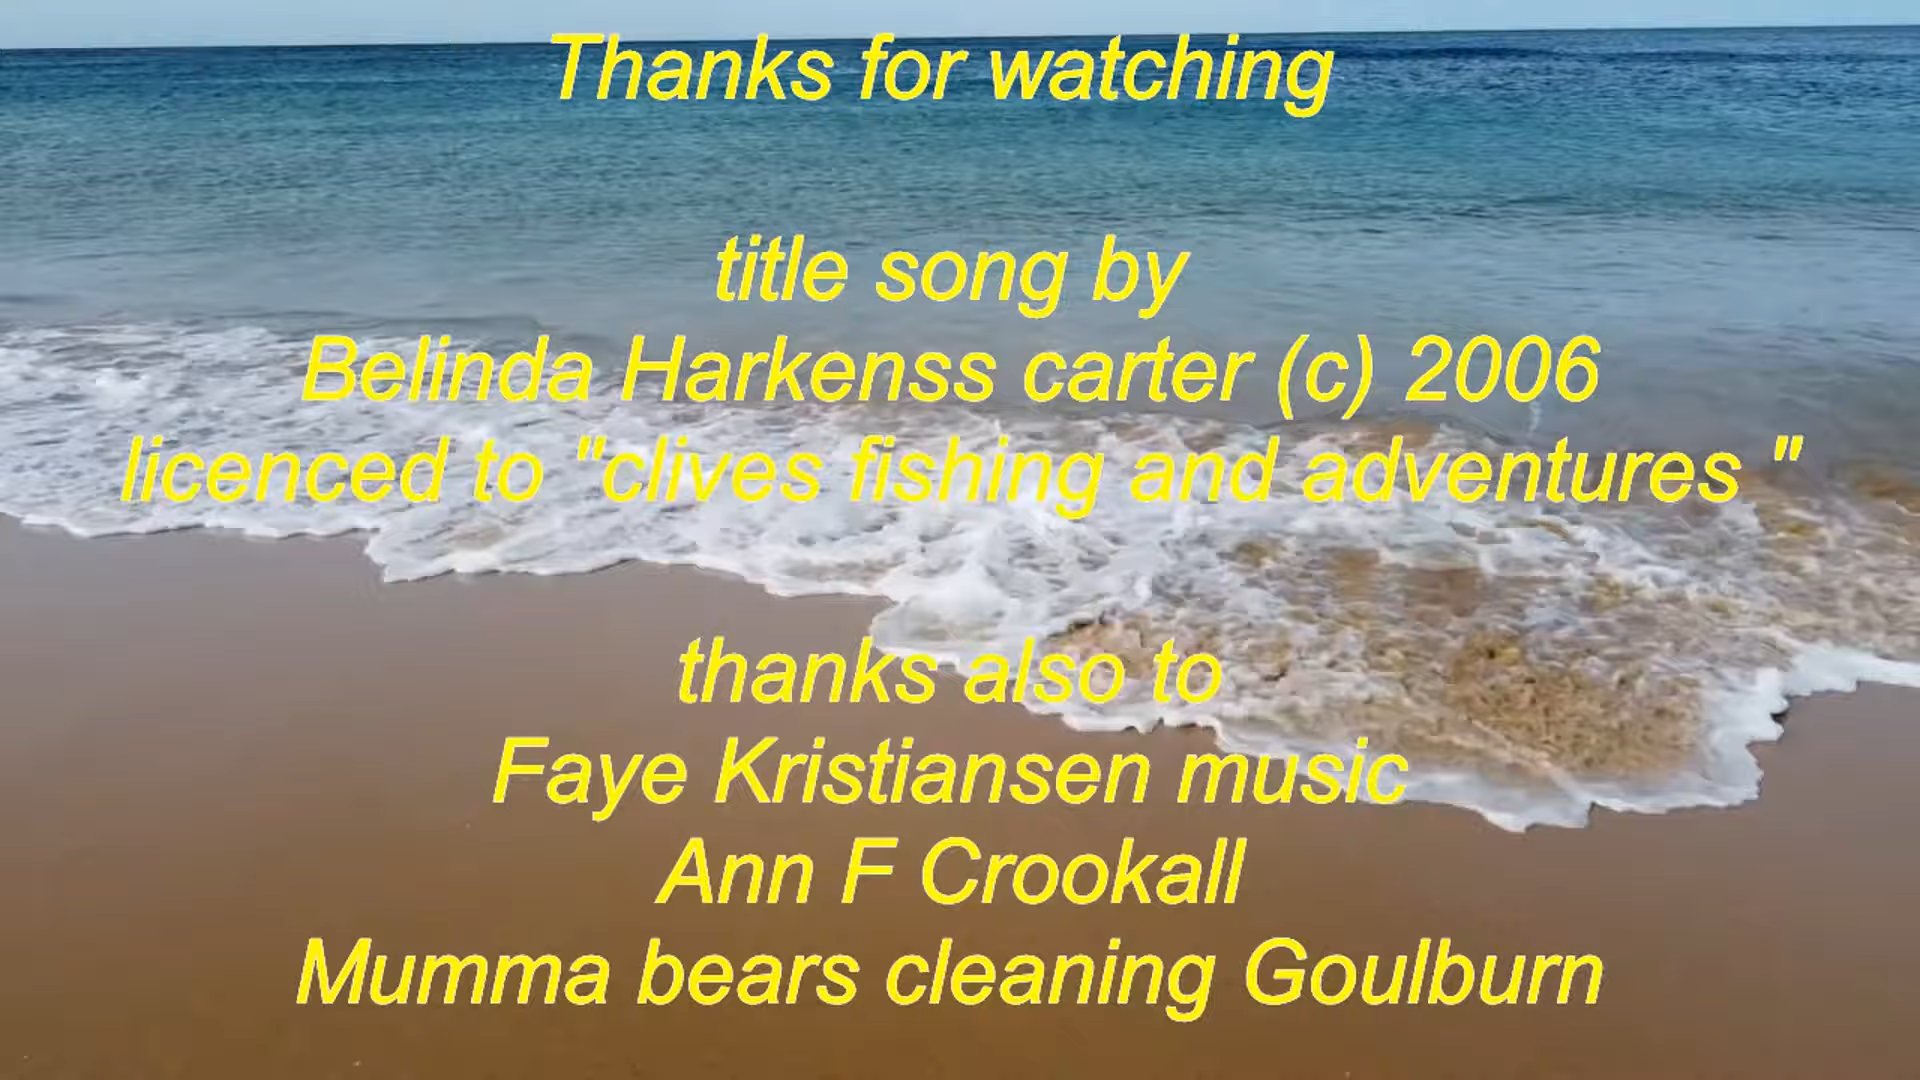 Thanks for watching
title song by
Belinda Harkenss carter (c) 2006
licenced to "clives fishing and adventures "
thanks also to
Faye Kristiansen music
Ann F Crookall
Mumma bears cleaning Goulburn